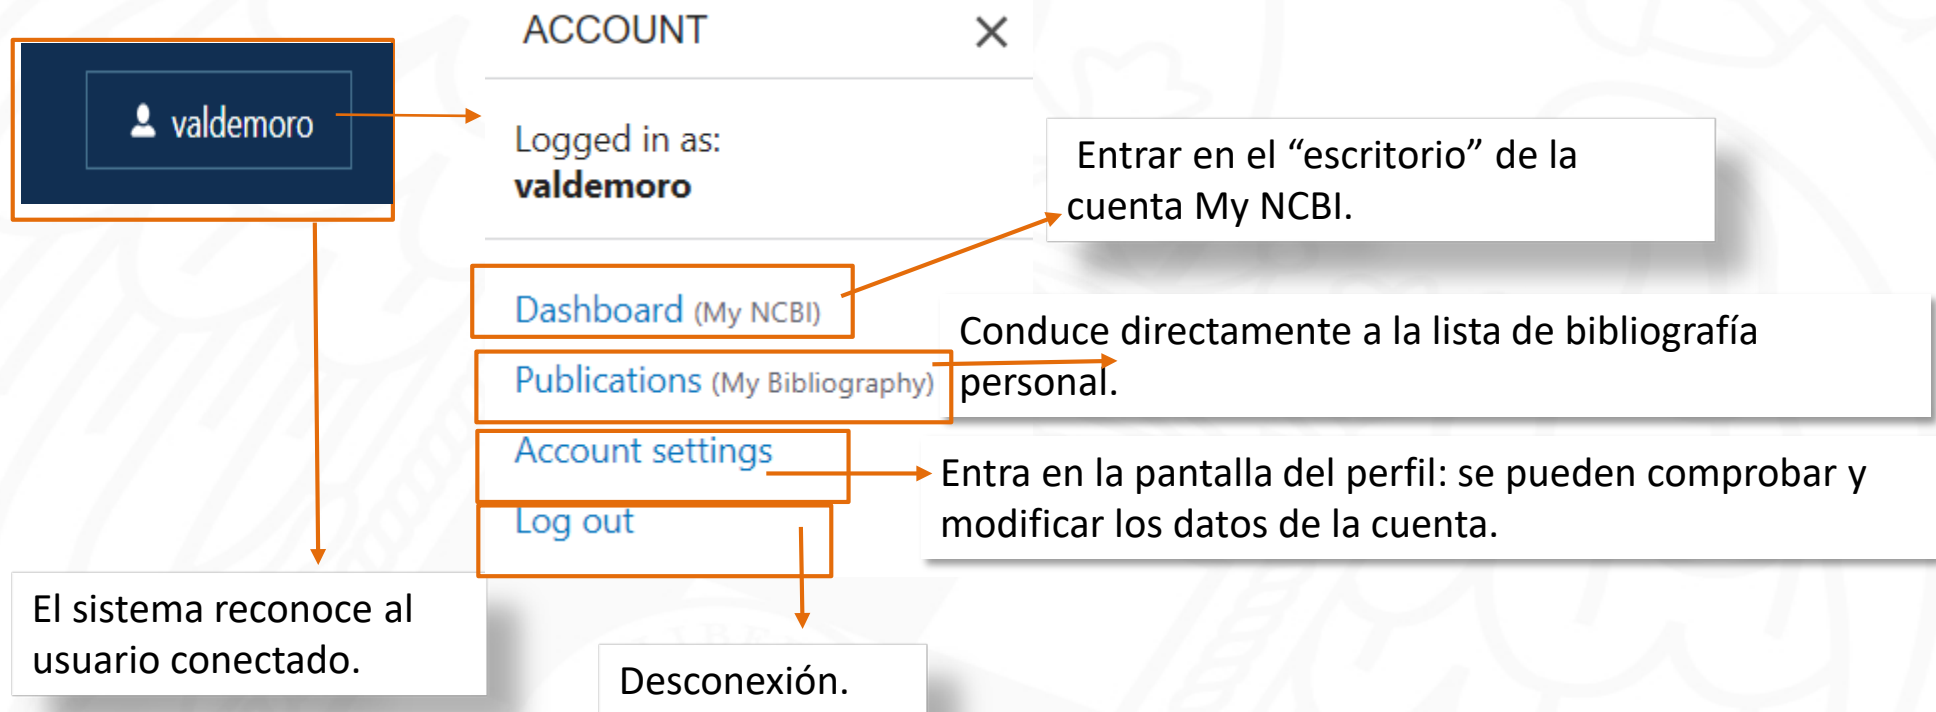 valdemoro
ACCOUNT
Logged in as:
valdemoro
Dashboard (My NCBI)
Publications (My Bibliography)
Account settings
Log out
Entrar en el “escritorio” de la
cuenta My NCBI.
Conduce directamente a la lista de bibliografía
personal.
Entra en la pantalla del perfil: se pueden comprobar y
modificar los datos de la cuenta.
El sistema reconoce al
usuario conectado.
Desconexión.